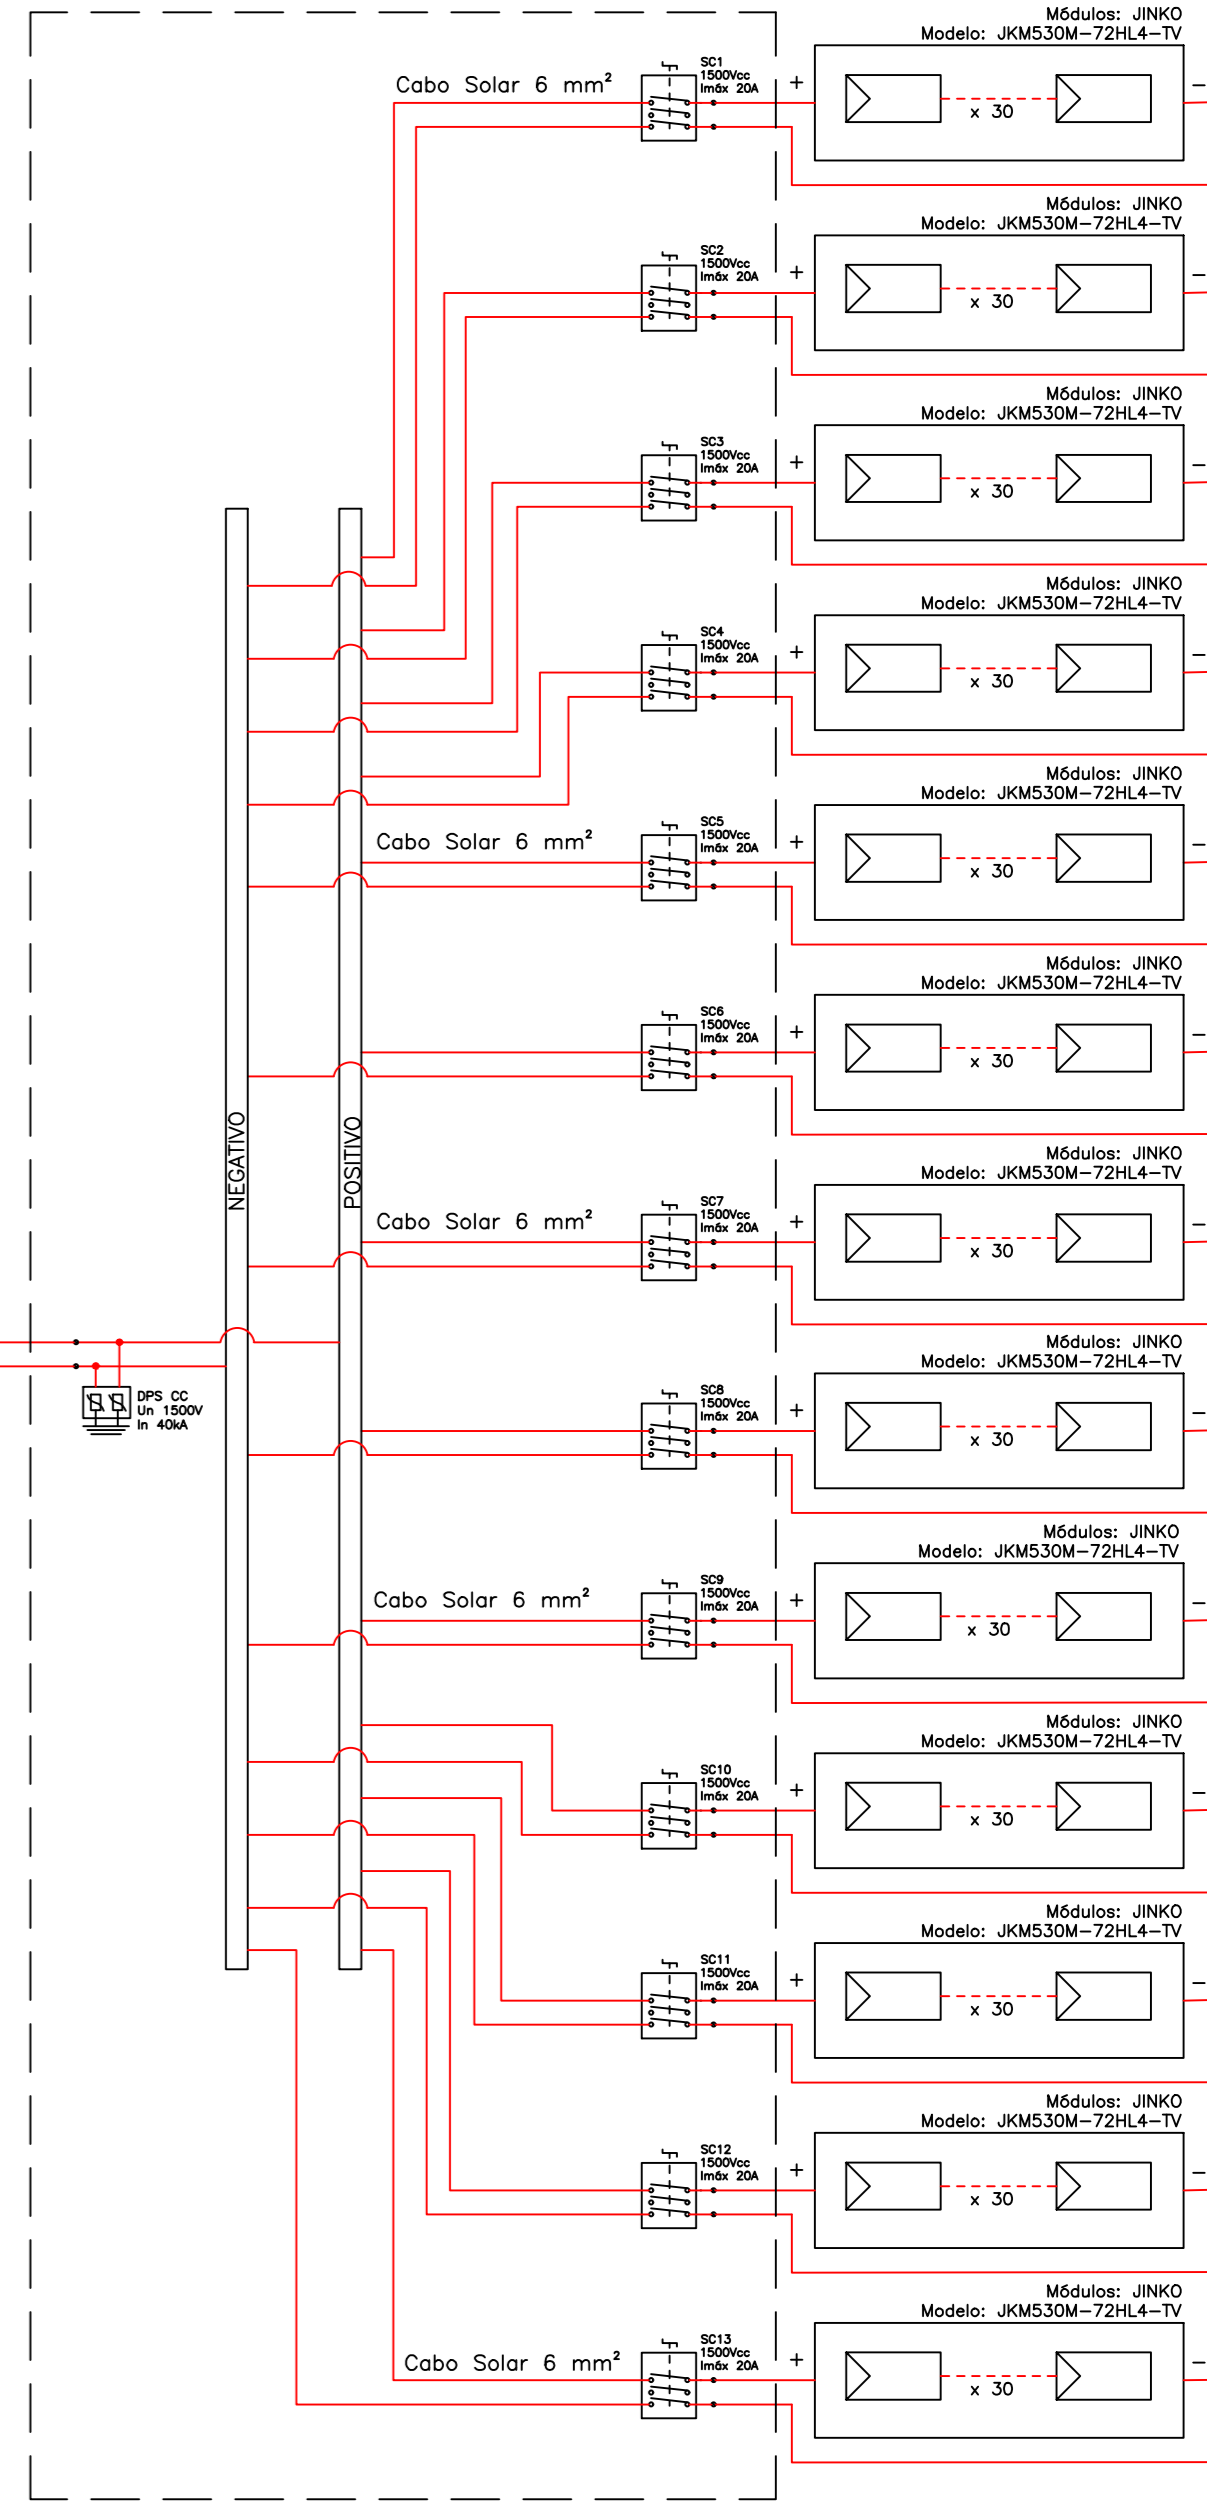 Módulos: JINKO
Modelo: JKM530M-72HL4-TV
Cabo Solar 6 mm²
SC1
1500Vcc
Imáx 20A
+
-
x 30
Módulos: JINKO
Modelo: JKM530M-72HL4-TV
SC2
1500Vcc
Imáx 20A
+
-
x 30
Módulos: JINKO
Modelo: JKM530M-72HL4-TV
SC3
1500Vcc
Imáx 20A
+
-
x 30
Módulos: JINKO
Modelo: JKM530M-72HL4-TV
SC4
1500Vcc
Imáx 20A
+
-
x 30
Módulos: JINKO
Modelo: JKM530M-72HL4-TV
Cabo Solar 6 mm²
SC5
1500Vcc
Imáx 20A
+
-
x 30
Módulos: JINKO
Modelo: JKM530M-72HL4-TV
SC6
1500Vcc
Imáx 20A
+
-
x 30
NEGATIVO
POSITIVO
Módulos: JINKO
Modelo: JKM530M-72HL4-TV
Cabo Solar 6 mm²
SC7
1500Vcc
Imáx 20A
+
-
x 30
DPS CC
Un 1500V
In 40kA
Módulos: JINKO
Modelo: JKM530M-72HL4-TV
SC8
1500Vcc
Imáx 20A
+
-
x 30
Módulos: JINKO
Modelo: JKM530M-72HL4-TV
Cabo Solar 6 mm²
SC9
1500Vcc
Imáx 20A
+
-
x 30
Módulos: JINKO
Modelo: JKM530M-72HL4-TV
SC10
1500Vcc
Imáx 20A
+
-
x 30
Módulos: JINKO
Modelo: JKM530M-72HL4-TV
SC11
1500Vcc
Imáx 20A
+
-
x 30
Módulos: JINKO
Modelo: JKM530M-72HL4-TV
SC12
1500Vcc
Imáx 20A
+
-
x 30
Módulos: JINKO
Modelo: JKM530M-72HL4-TV
Cabo Solar 6 mm²
SC13
1500Vcc
Imáx 20A
+
-
x 30